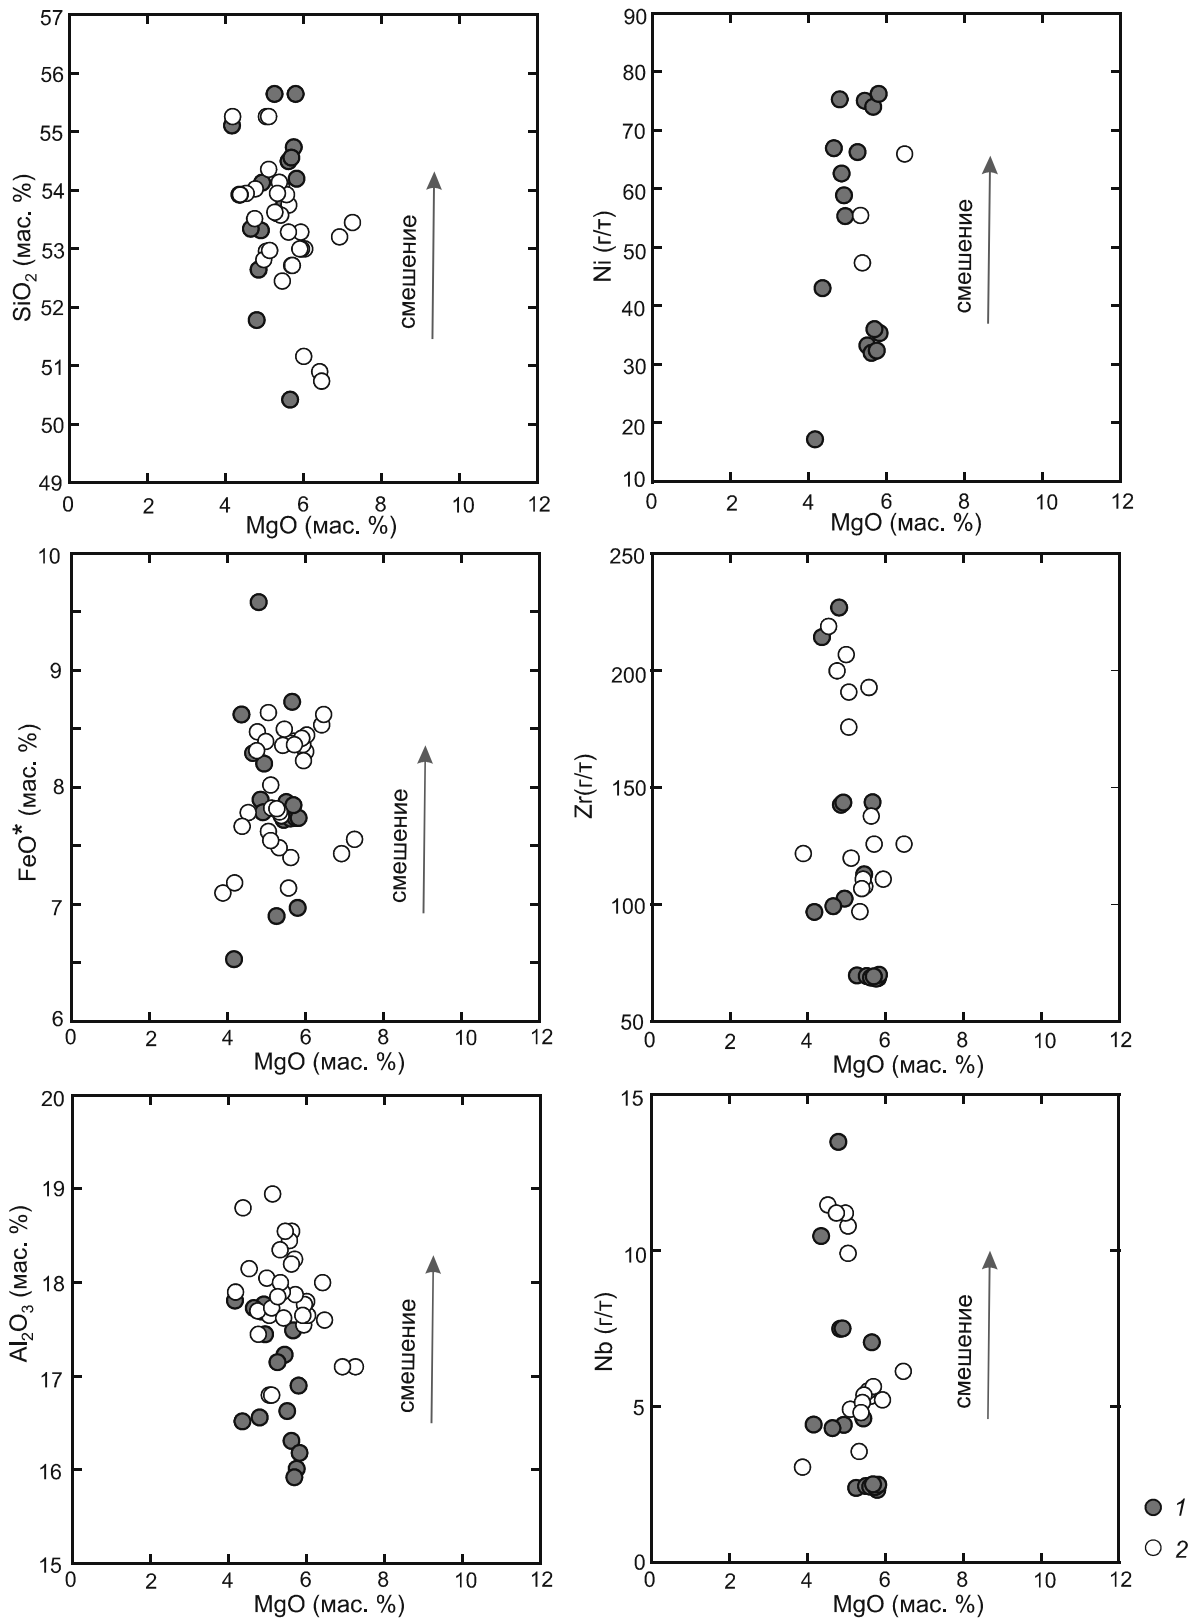 57
56
55
54
53
52
51
50
49
SiO₂ (мас. %)
смешение
0 2 4 6 8 10 12
MgO (мас. %)
90
80
70
60
50
40
30
20
10
Ni (г/т)
смешение
0 2 4 6 8 10 12
MgO (мас. %)
10
9
8
7
6
FeO* (мас. %)
смешение
0 2 4 6 8 10 12
MgO (мас. %)
250
200
150
100
50
Zr(г/т)
0 2 4 6 8 10 12
MgO (мас. %)
20
19
18
17
16
15
Al₂O₃ (мас. %)
смешение
0 2 4 6 8 10 12
MgO (мас. %)
15
10
5
0
Nb (г/т)
смешение
0 2 4 6 8 10 12
MgO (мас. %)
1
2